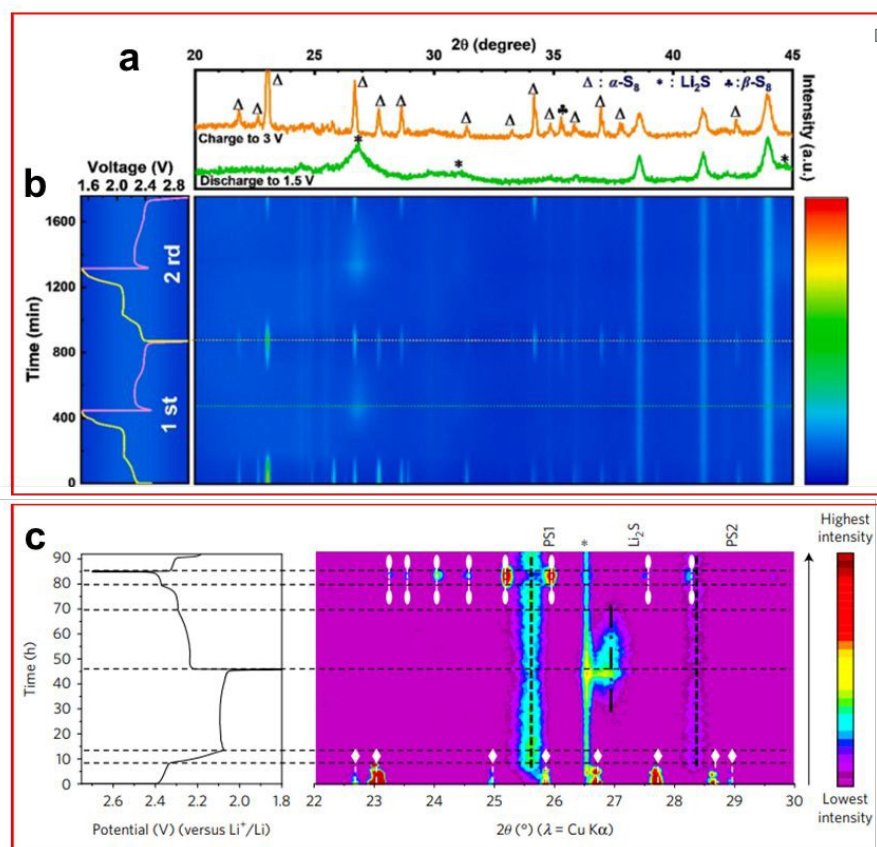 a
2θ (degree)
20 25 30 35 40 45
Δ : α-S₈ * : Li₂S ♣ :β-S₈
Charge to 3 V
Discharge to 1.5 V
Intensity (a.u.)
b
Voltage (V)
1.6 2.0 2.4 2.8
Time (min)
1600
1200
800
400
0
2 rd
1 st
c
PS1 * Li₂S PS2
Highest
intensity
Time (h)
90
80
70
60
50
40
30
20
10
0
2.6 2.4 2.2 2.0 1.8
Potential (V) (versus Li⁺/Li)
22 23 24 25 26 27 28 29 30
2θ (°) (λ = Cu Kα)
Lowest
intensity